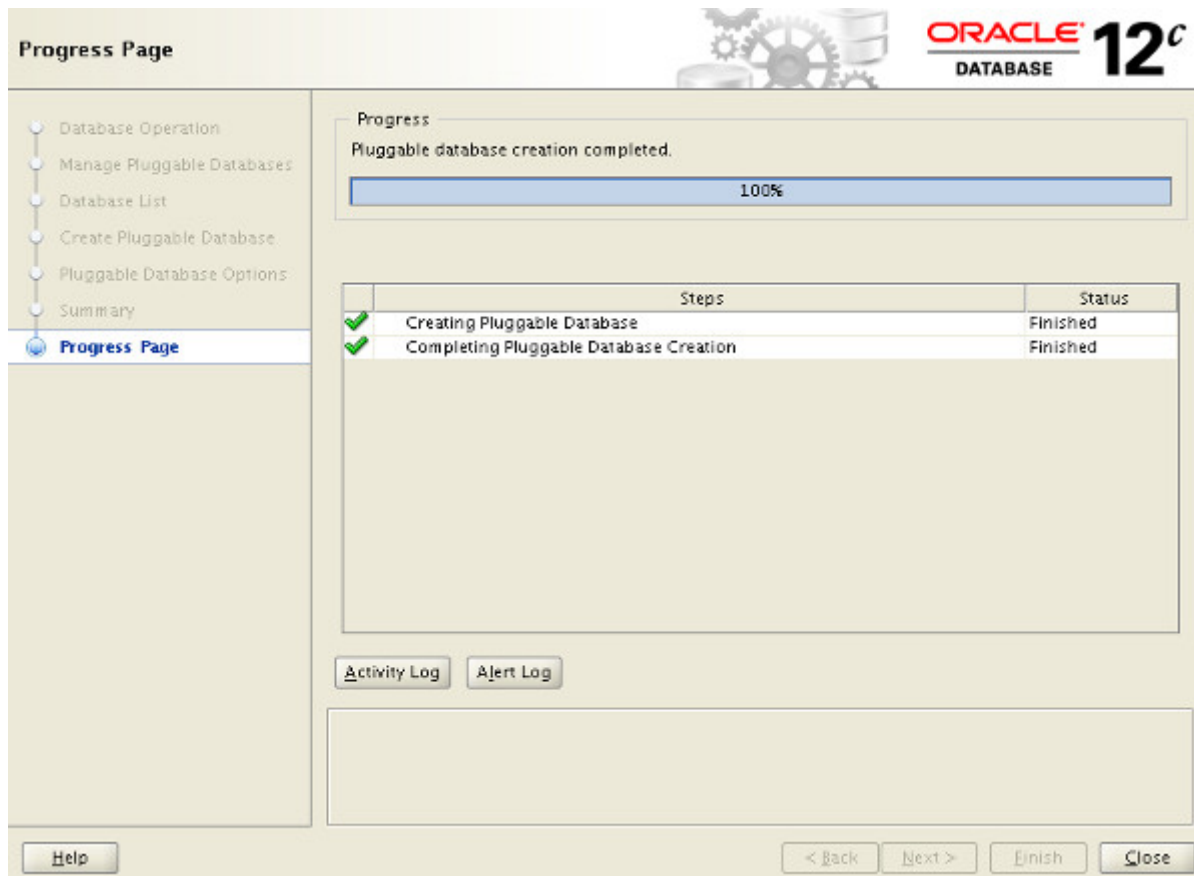 Progress Page
ORACLE
DATABASE
12c
Database Operation
Manage Pluggable Databases
Database List
Create Pluggable Database
Pluggable Database Options
Summary
Progress Page
Progress
Pluggable database creation completed.
100%
Steps Status
Creating Pluggable Database Finished
Completing Pluggable Database Creation Finished
Activity Log Alert Log
Help < Back Next > Finish Close